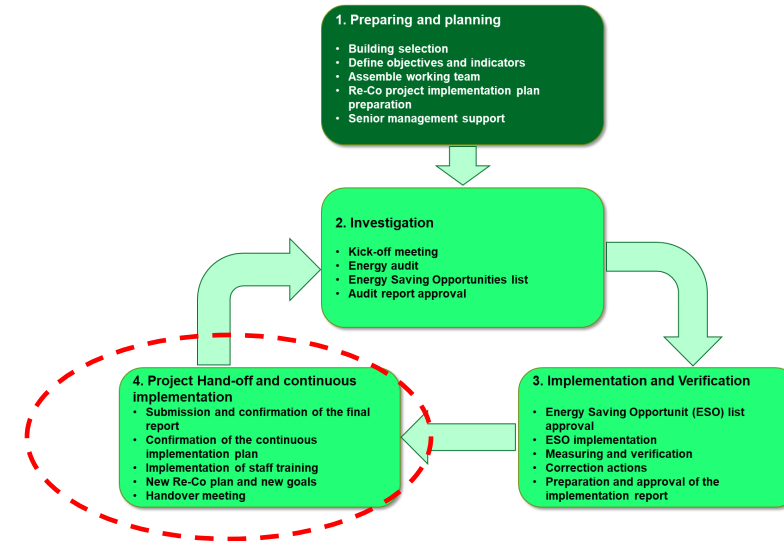 1. Preparing and planning
• Building selection
• Define objectives and indicators
• Assemble working team
• Re-Co project implementation plan
preparation
• Senior management support
2. Investigation
• Kick-off meeting
• Energy audit
• Energy Saving Opportunities list
• Audit report approval
3. Implementation and Verification
• Energy Saving Opportunit (ESO) list
approval
• ESO implementation
• Measuring and verification
• Correction actions
• Preparation and approval of the
implementation report
4. Project Hand-off and continuous
implementation
• Submission and confirmation of the final
report
• Confirmation of the continuous
implementation plan
• Implementation of staff training
• New Re-Co plan and new goals
• Handover meeting